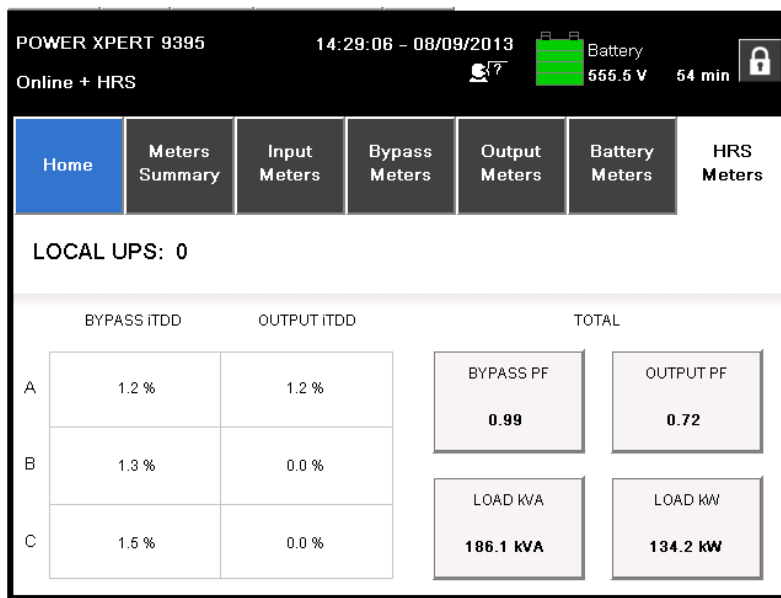 POWER XPERT 9395
14:29:06 - 08/09/2013
?
Battery
Online + HRS
555.5 V 54 min
Home
Meters Summary
Input Meters
Bypass Meters
Output Meters
Battery Meters
HRS Meters
LOCAL UPS: 0
BYPASS iTDD OUTPUT iTDD TOTAL
A 1.2 % 1.2 %
BYPASS PF OUTPUT PF
0.99 0.72
B 1.3 % 0.0 %
LOAD kVA LOAD kW
C 1.5 % 0.0 %
186.1 kVA 134.2 kW